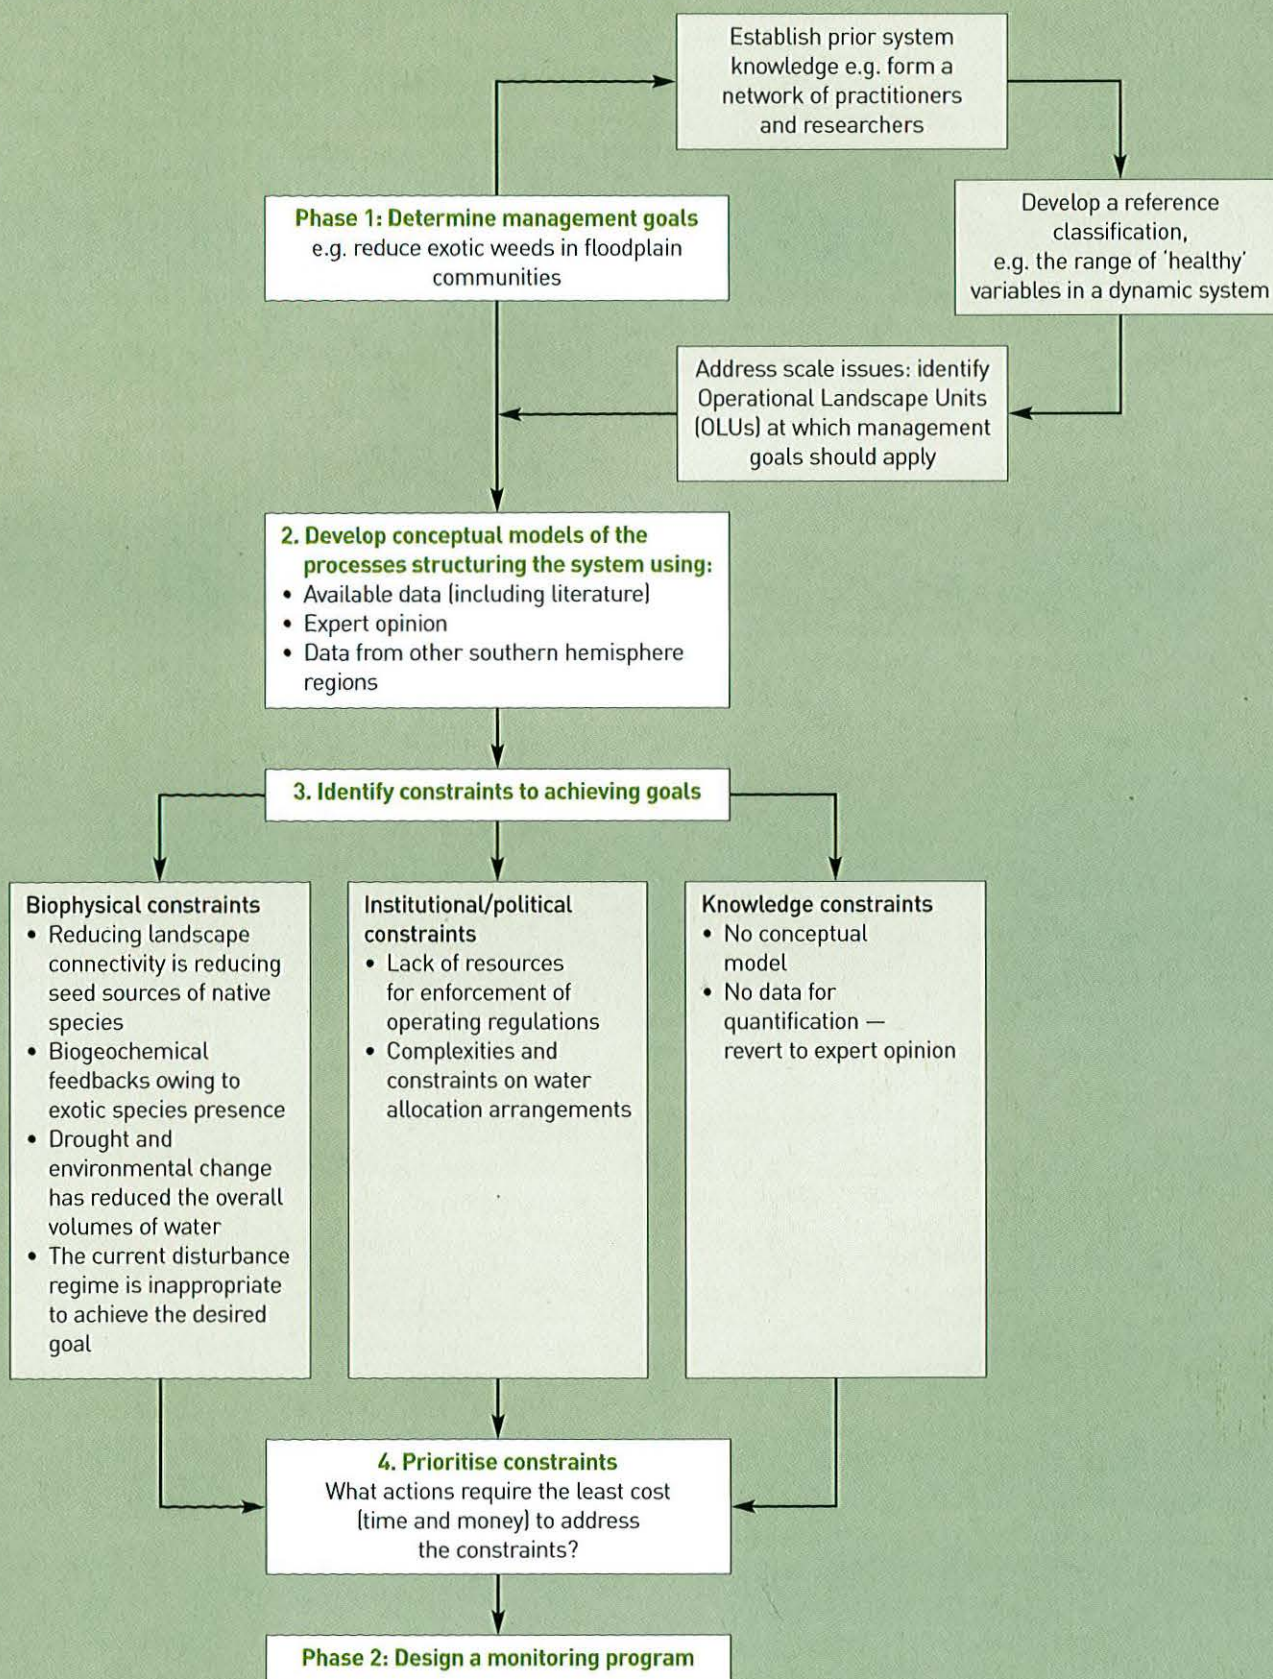 Establish prior system
knowledge e.g. form a
network of practitioners
and researchers
Phase 1: Determine management goals
e.g. reduce exotic weeds in floodplain
communities
Develop a reference
classification,
e.g. the range of ‘healthy’
variables in a dynamic system
Address scale issues: identify
Operational Landscape Units
(OLUs) at which management
goals should apply
2. Develop conceptual models of the
processes structuring the system using:
• Available data (including literature)
• Expert opinion
• Data from other southern hemisphere
regions
3. Identify constraints to achieving goals
Biophysical constraints
• Reducing landscape
connectivity is reducing
seed sources of native
species
• Biogeochemical
feedbacks owing to
exotic species presence
• Drought and
environmental change
has reduced the overall
volumes of water
• The current disturbance
regime is inappropriate
to achieve the desired
goal
Institutional/political
constraints
• Lack of resources
for enforcement of
operating regulations
• Complexities and
constraints on water
allocation arrangements
Knowledge constraints
• No conceptual
model
• No data for
quantification —
revert to expert opinion
4. Prioritise constraints
What actions require the least cost
(time and money) to address
the constraints?
Phase 2: Design a monitoring program